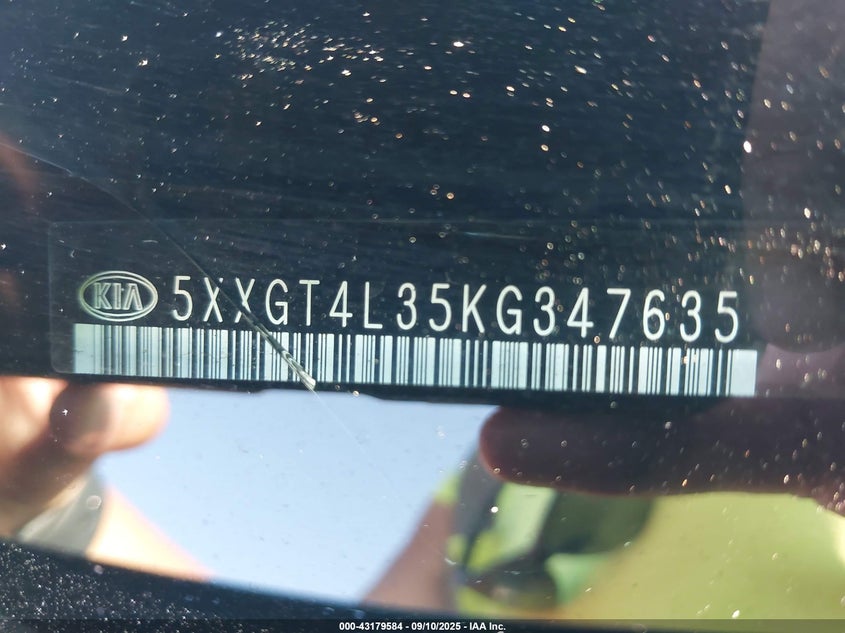 KIA 5XXGT4L35KG347635
000-43179584 - 09/10/2025 - IAA Inc.